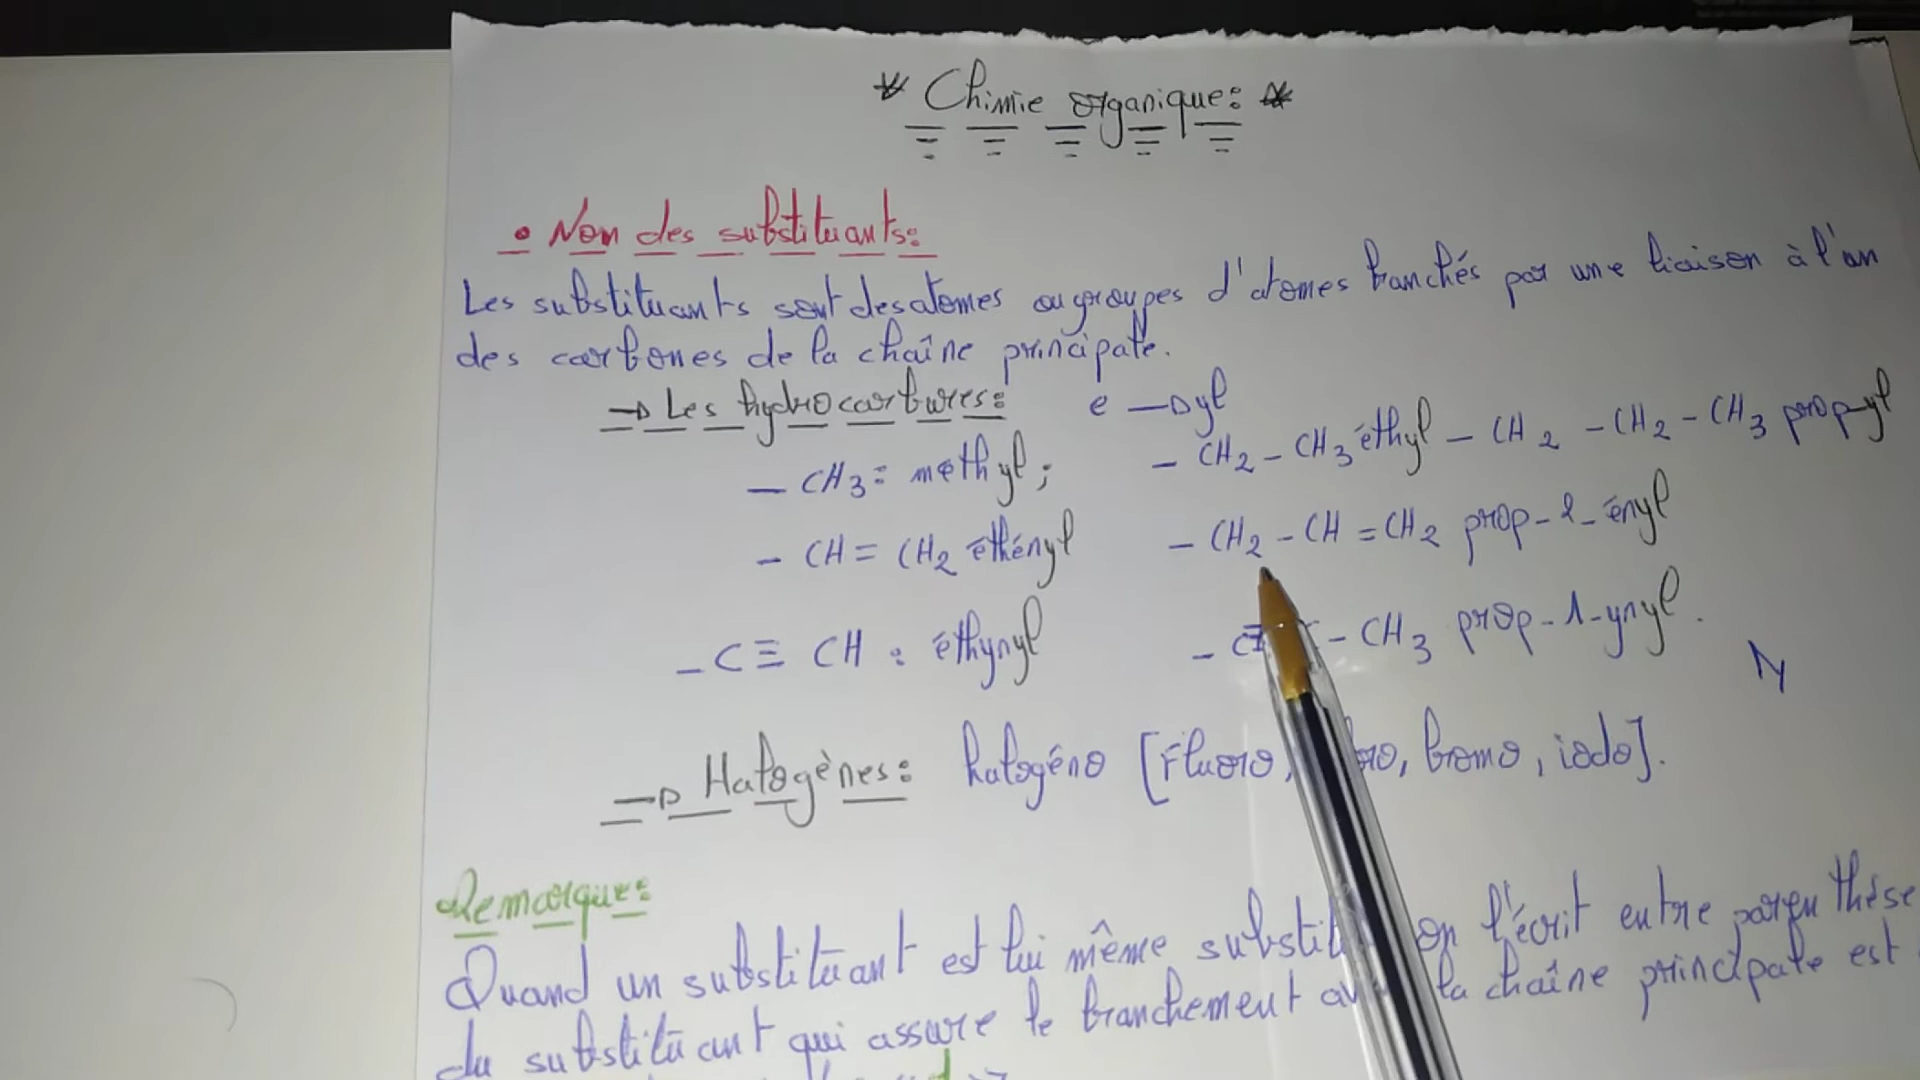 * Chimie organique: *
• Nom des substituants:
Les substituants sont des atomes ou groupes d'atomes branchés par une liaison à l'un
des carbones de la chaîne principale.
→ Les hydrocarbures: e → yl
- CH3: méthyl; - CH2 - CH3 éthyl - CH2 - CH2 - CH3 prop-yl
- CH = CH2 éthényl - CH2 - CH = CH2 prop-2-ényl
- C ≡ CH: éthynyl - C - CH3 prop-1-ynyl.
→ Halogènes: halogéno [Fluoro, bromo, iodo].
Remarque:
Quand un substituant est lui même on l'écrit entre parenthèse
du substituant qui assure le branchement la chaîne principale est